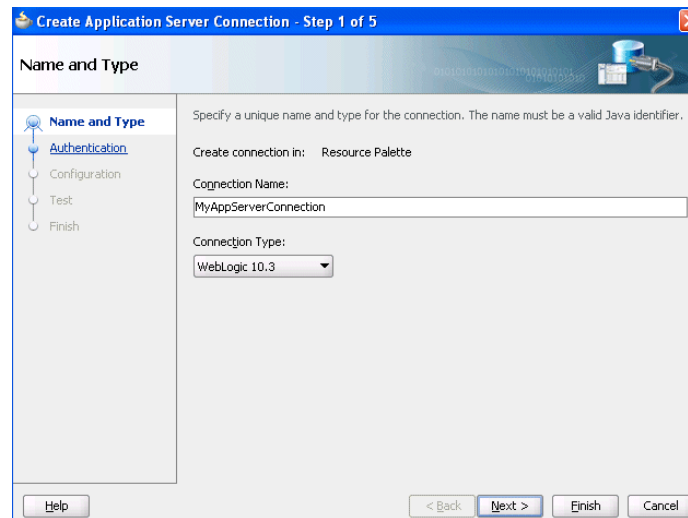 Create Application Server Connection - Step 1 of 5
Name and Type
Name and Type
Authentication
Configuration
Test
Finish
Specify a unique name and type for the connection. The name must be a valid Java identifier.
Create connection in: Resource Palette
Connection Name:
MyAppServerConnection
Connection Type:
WebLogic 10.3
Help
< Back
Next >
Finish
Cancel